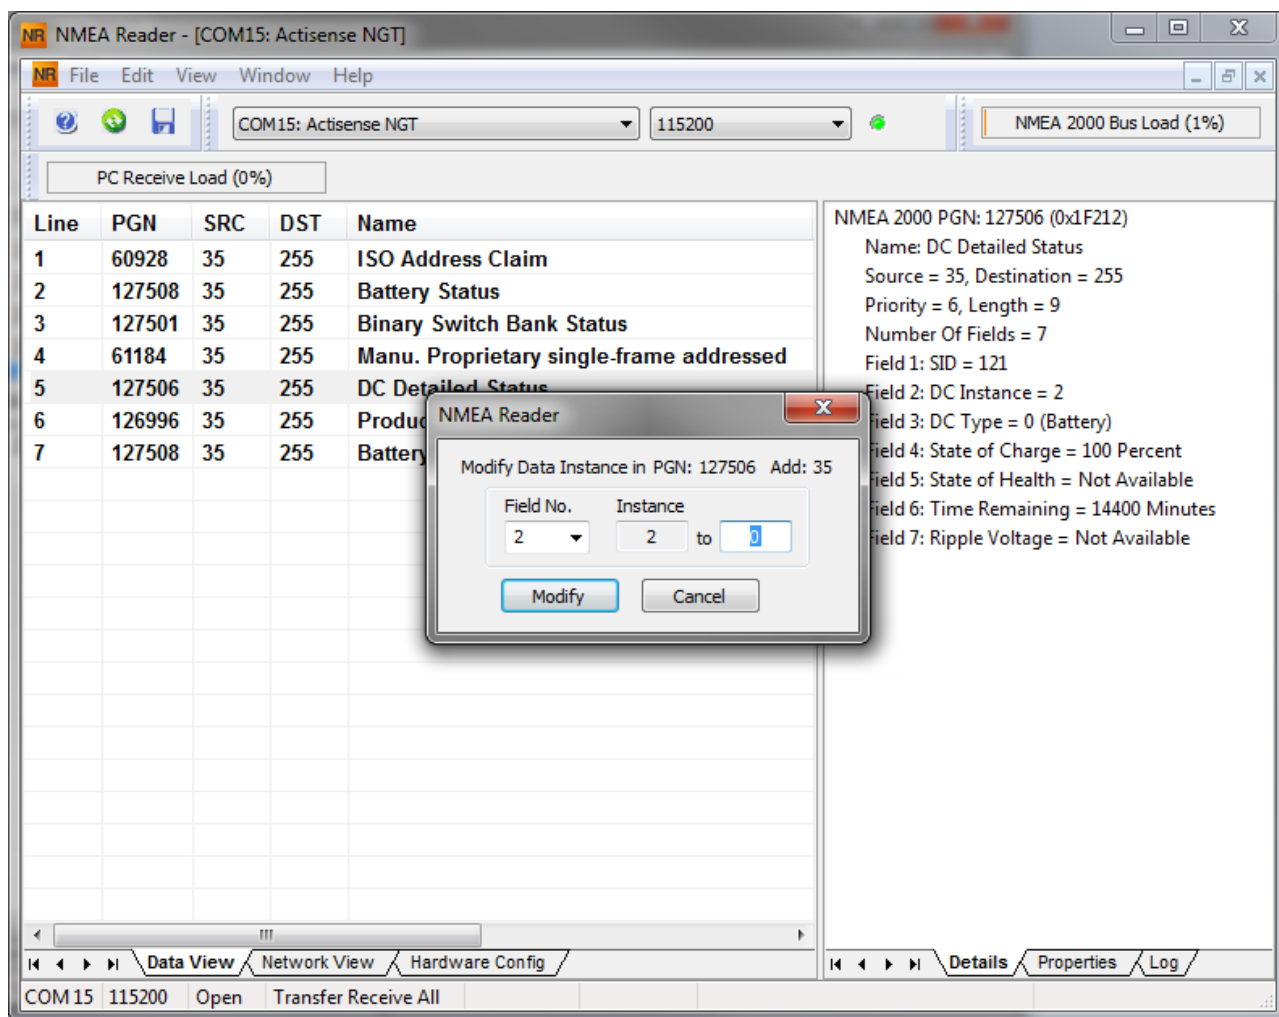 NR NMEA Reader - [COM15: Actisense NGT]
NR File Edit View Window Help
COM15: Actisense NGT 115200 NMEA 2000 Bus Load (1%)
PC Receive Load (0%)
Line PGN SRC DST Name
1 60928 35 255 ISO Address Claim
2 127508 35 255 Battery Status
3 127501 35 255 Binary Switch Bank Status
4 61184 35 255 Manu. Proprietary single-frame addressed
5 127506 35 255 DC Detailed Status
6 126996 35 255 Produc
7 127508 35 255 Battery
NMEA Reader
Modify Data Instance in PGN: 127506 Add: 35
Field No. Instance
2 2 to 0
Modify Cancel
NMEA 2000 PGN: 127506 (0x1F212)
Name: DC Detailed Status
Source = 35, Destination = 255
Priority = 6, Length = 9
Number Of Fields = 7
Field 1: SID = 121
Field 2: DC Instance = 2
Field 3: DC Type = 0 (Battery)
Field 4: State of Charge = 100 Percent
Field 5: State of Health = Not Available
Field 6: Time Remaining = 14400 Minutes
Field 7: Ripple Voltage = Not Available
Data View Network View Hardware Config
Details Properties Log
COM 15 115200 Open Transfer Receive All